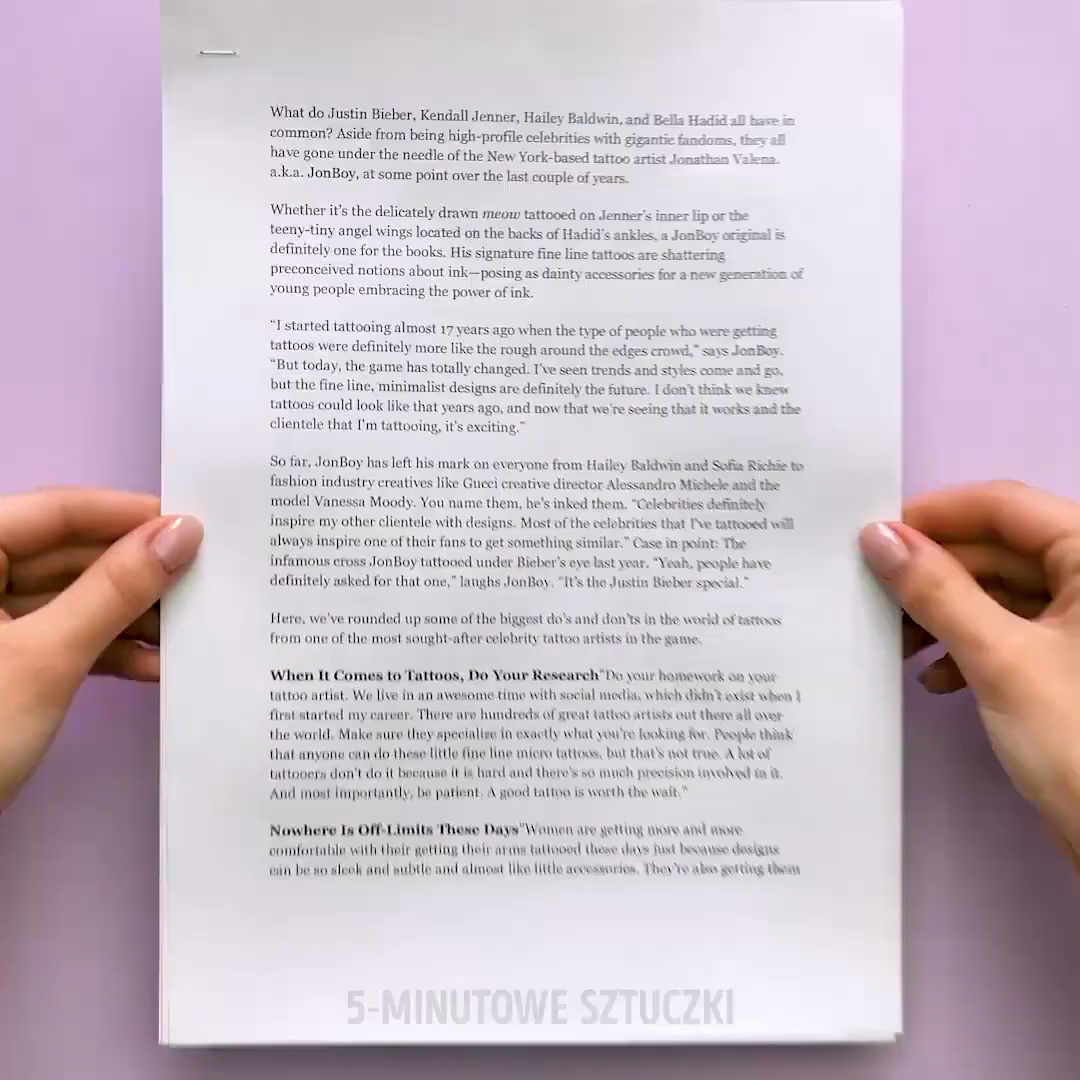 What do Justin Bieber, Kendall Jenner, Hailey Baldwin, and Bella Hadid all have in
common? Aside from being high-profile celebrities with gigantic fandoms, they all
have gone under the needle of the New York-based tattoo artist Jonathan Valena.
a.k.a. JonBoy, at some point over the last couple of years.
Whether it's the delicately drawn meow tattooed on Jenner's inner lip or the
teeny-tiny angel wings located on the backs of Hadid's ankles, a JonBoy original is
definitely one for the books. His signature fine line tattoos are shattering
preconceived notions about ink—posing as dainty accessories for a new generation of
young people embracing the power of ink.
"I started tattooing almost 17 years ago when the type of people who were getting
tattoos were definitely more like the rough around the edges crowd," says JonBoy.
"But today, the game has totally changed. I've seen trends and styles come and go,
but the fine line, minimalist designs are definitely the future. I don't think we knew
tattoos could look like that years ago, and now that we're seeing that it works and the
clientele that I'm tattooing, it's exciting."
So far, JonBoy has left his mark on everyone from Hailey Baldwin and Sofia Richie to
fashion industry creatives like Gucci creative director Alessandro Michele and the
model Vanessa Moody. You name them, he's inked them. "Celebrities definitely
inspire my other clientele with designs. Most of the celebrities that I've tattooed will
always inspire one of their fans to get something similar." Case in point: The
infamous cross JonBoy tattooed under Bieber's eye last year. "Yeah, people have
definitely asked for that one," laughs JonBoy. "It's the Justin Bieber special."
Here, we've rounded up some of the biggest do's and don'ts in the world of tattoos
from one of the most sought-after celebrity tattoo artists in the game.
When It Comes to Tattoos, Do Your Research"Do your homework on your
tattoo artist. We live in an awesome time with social media, which didn't exist when I
first started my career. There are hundreds of great tattoo artists out there all over
the world. Make sure they specialize in exactly what you're looking for. People think
that anyone can do these little fine line micro tattoos, but that's not true. A lot of
tattooers don't do it because it is hard and there's so much precision involved in it.
And most importantly, be patient. A good tattoo is worth the wait."
Nowhere Is Off-Limits These Days"Women are getting more and more
comfortable with their getting their arms tattooed these days just because designs
can be so sleek and subtle and almost like little accessories. They're also getting them
5-MINUTOWE SZTUCZKI